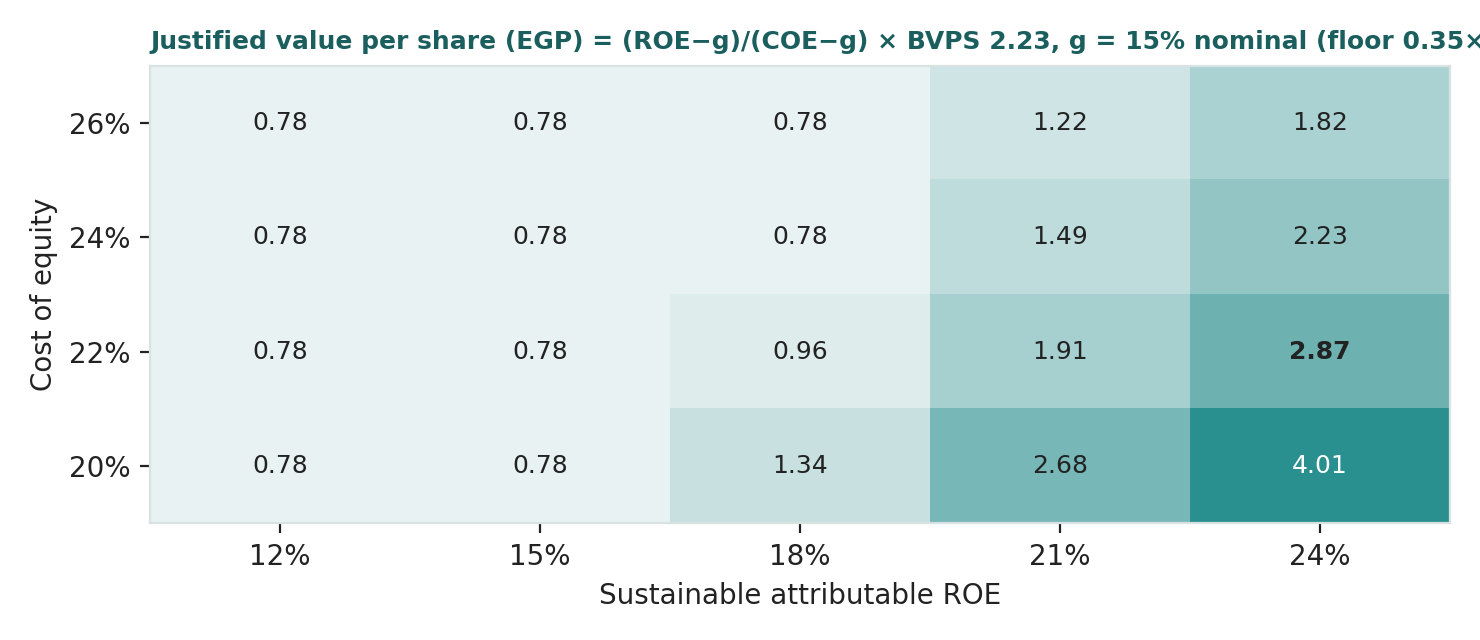 Justified value per share (EGP) = (ROE−g)/(COE−g) × BVPS 2.23, g = 15% nominal (floor 0.35×
Cost of equity
26% 0.78 0.78 0.78 1.22 1.82
24% 0.78 0.78 0.78 1.49 2.23
22% 0.78 0.78 0.96 1.91 2.87
20% 0.78 0.78 1.34 2.68 4.01
12% 15% 18% 21% 24%
Sustainable attributable ROE